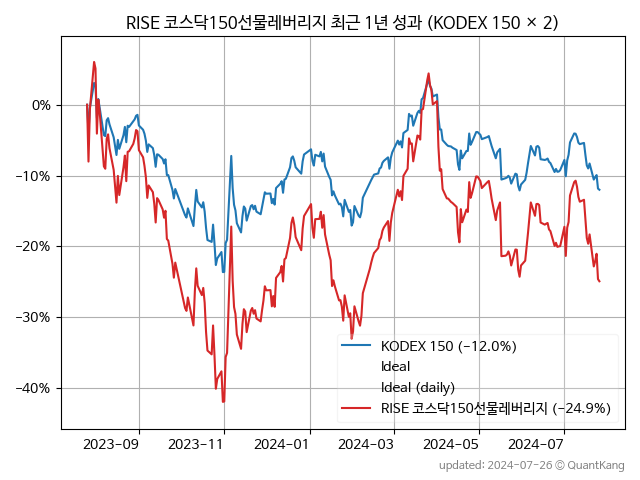 RISE 코스닥150선물레버리지 최근 1년 성과 (KODEX 150 × 2)
0%
−10%
−20%
−30%
−40%
KODEX 150 (−12.0%)
Ideal
Ideal (daily)
RISE 코스닥150선물레버리지 (−24.9%)
2023−09 2023−11 2024−01 2024−03 2024−05 2024−07
updated: 2024-07-26 © QuantKang